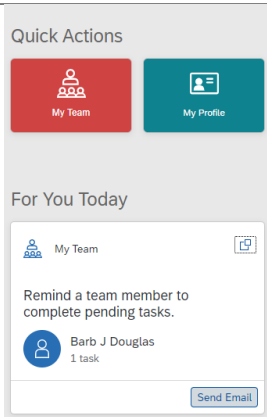 Quick Actions
My Team
My Profile
For You Today
My Team
Remind a team member to
complete pending tasks.
Barb J Douglas
1 task
Send Email